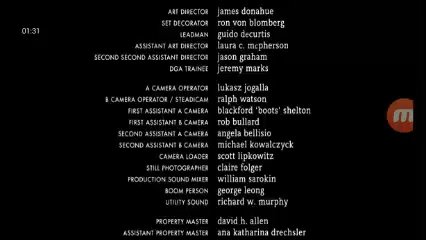 ART DIRECTOR james donahue
SET DECORATOR ron von blomberg
LEADMAN guido decurtis
ASSISTANT ART DIRECTOR laura c. mcpherson
SECOND SECOND ASSISTANT DIRECTOR jason graham
DGA TRAINEE jeremy marks
A CAMERA OPERATOR lukasz jogalla
B CAMERA OPERATOR / STEADICAM ralph watson
FIRST ASSISTANT A CAMERA blackford 'boots' shelton
FIRST ASSISTANT B CAMERA rob bullard
SECOND ASSISTANT A CAMERA angela bellisio
SECOND ASSISTANT B CAMERA michael kowalczyck
CAMERA LOADER scott lipkowitz
STILL PHOTOGRAPHER claire folger
PRODUCTION SOUND MIXER william sarokin
BOOM PERSON george leong
UTILITY SOUND richard w. murphy
PROPERTY MASTER david h. allen
ASSISTANT PROPERTY MASTER ana katharina drechsler
01:31